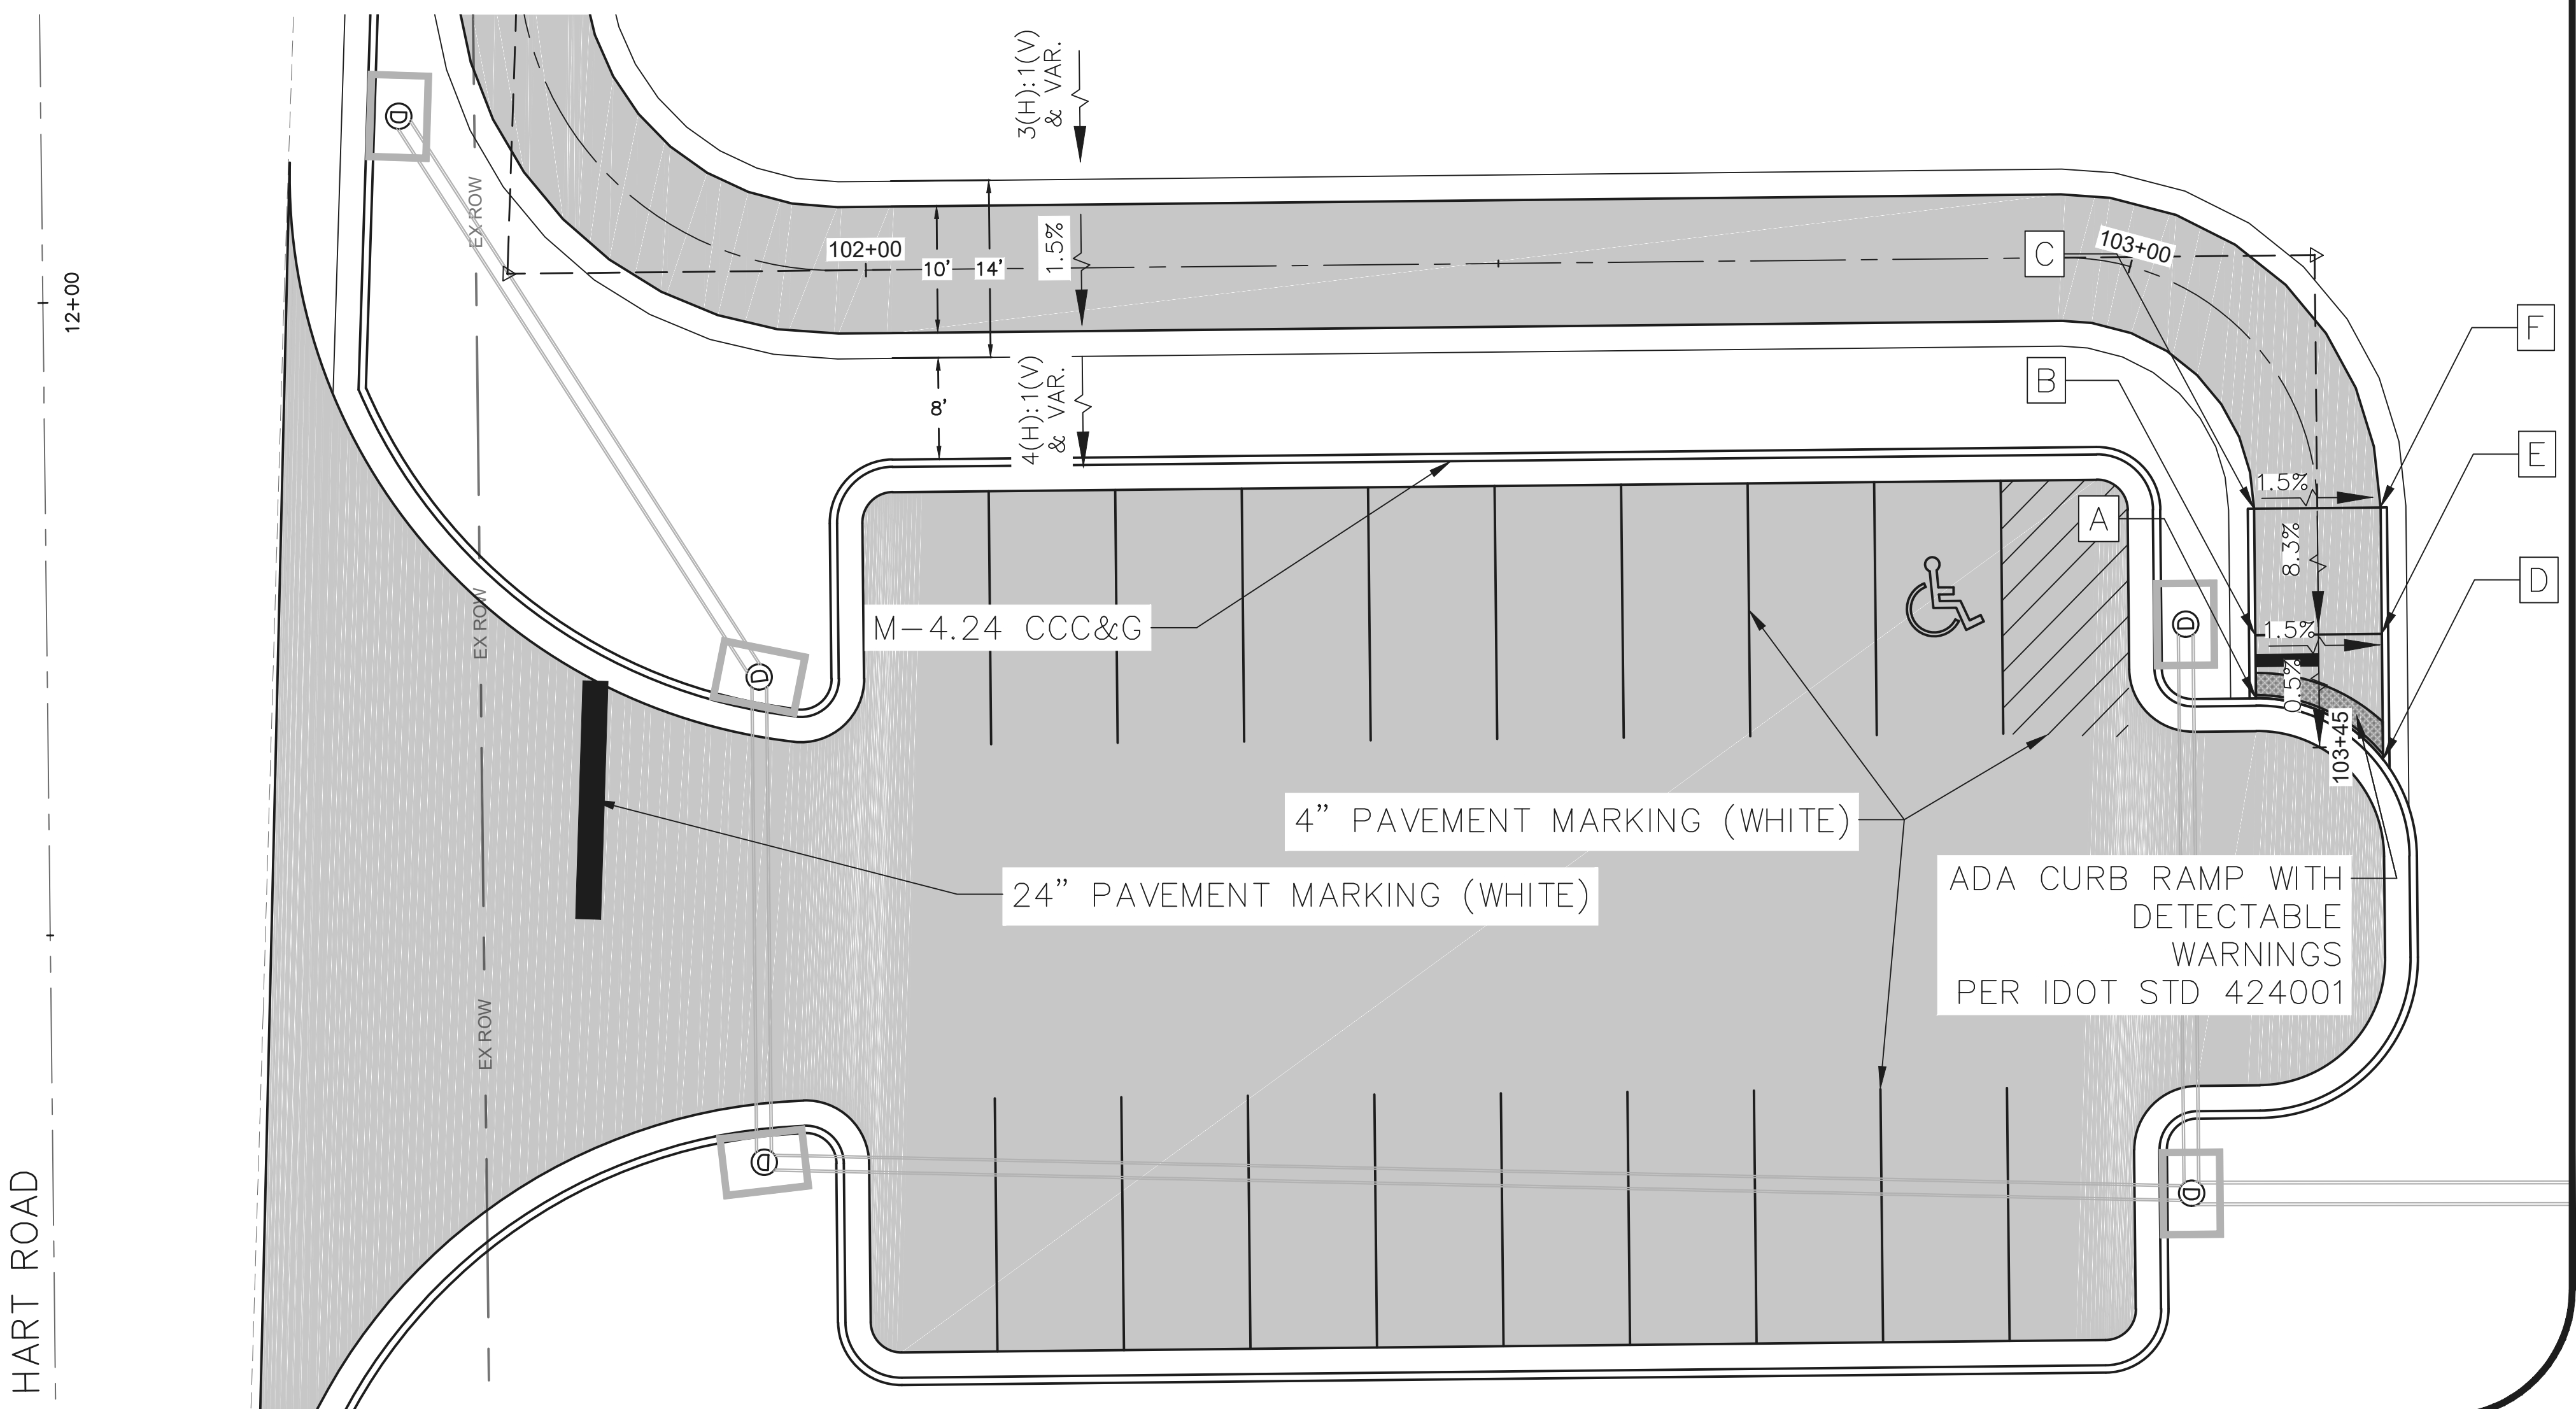 3(H):1(V)
& VAR.
EX ROW
12+00
102+00
10'
14'
1.5%
103+00
C
F
B
8'
4(H):1(V)
& VAR.
E
1.5%
A
8.3%
D
D
D
D
D
D
M-4.24 CCC&G
EX ROW
1.5%
0.5%
103+45
4" PAVEMENT MARKING (WHITE)
24" PAVEMENT MARKING (WHITE)
ADA CURB RAMP WITH
DETECTABLE
WARNINGS
PER IDOT STD 424001
EX ROW
HART ROAD